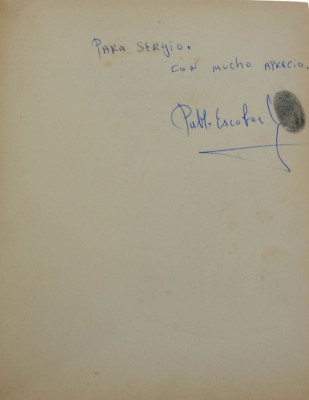 PARA SERgio.
CON MUCHO APRECIO.
Pablo Escobar